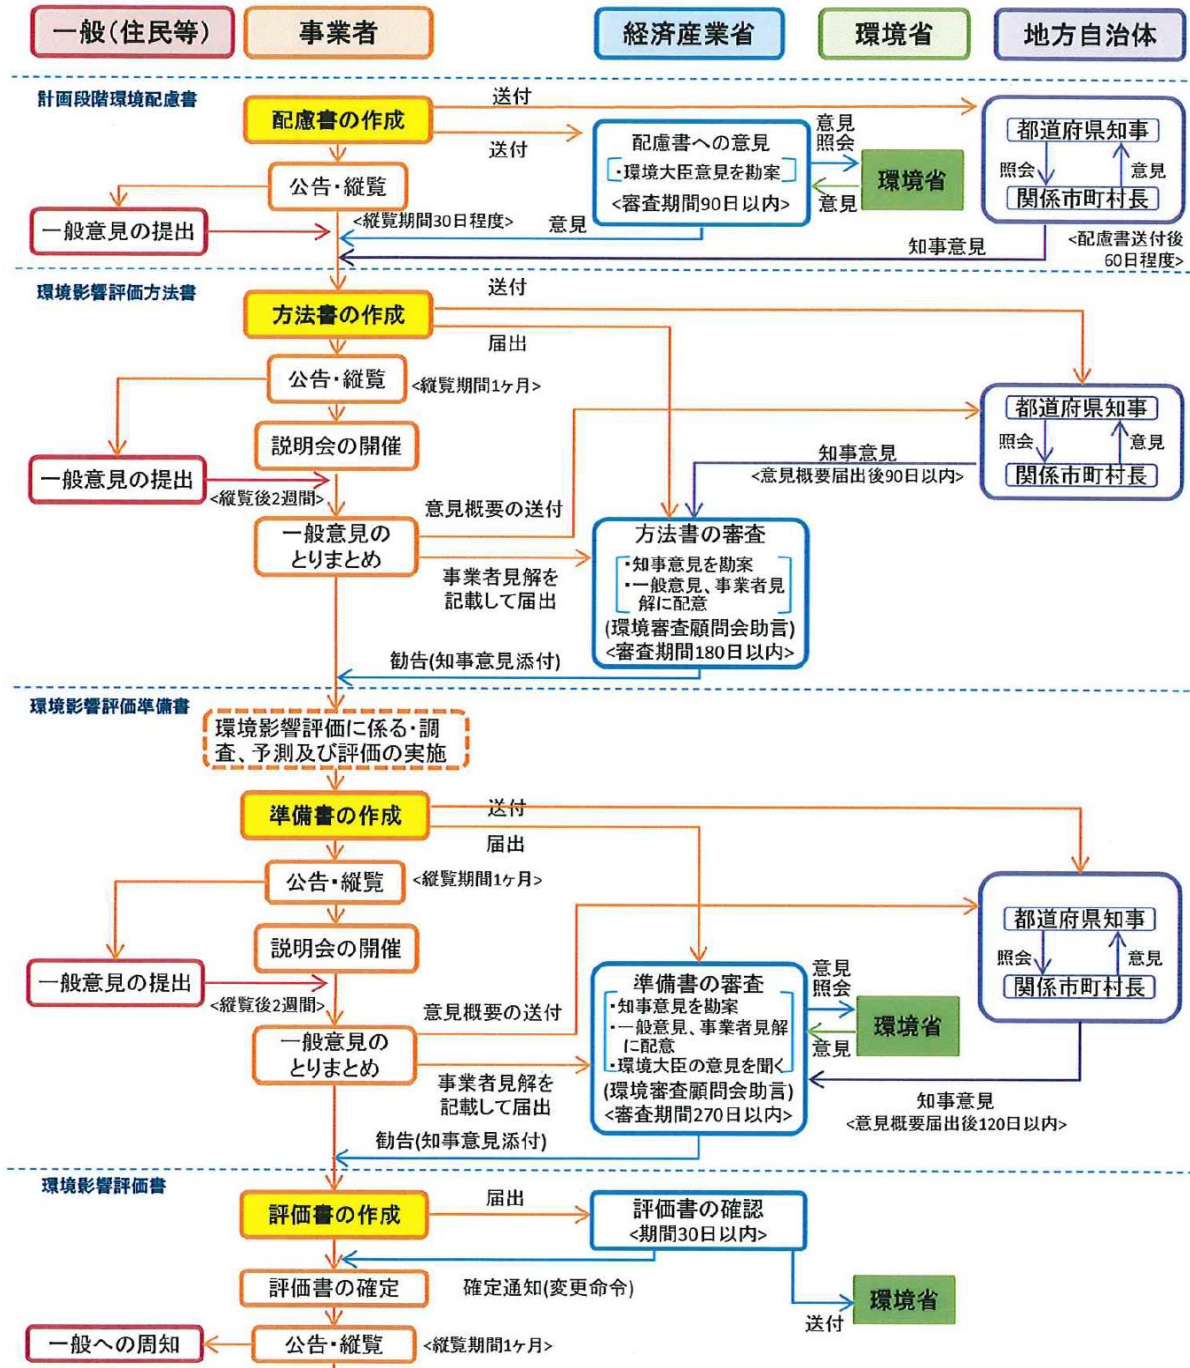 一般(住民等)
事業者
経済産業省
環境省
地方自治体
計画段階環境配慮書
配慮書の作成
送付
送付
公告・縦覧
<縦覧期間30日程度>
一般意見の提出
配慮書への意見
・環境大臣意見を勘案
<審査期間90日以内>
意見
照会
意見
環境省
都道府県知事
照会
意見
関係市町村長
意見
知事意見
<配慮書送付後
60日程度>
環境影響評価方法書
方法書の作成
送付
届出
公告・縦覧
<縦覧期間1ヶ月>
説明会の開催
一般意見の提出
<縦覧後2週間>
都道府県知事
照会
意見
関係市町村長
知事意見
<意見概要届出後90日以内>
意見概要の送付
一般意見の
とりまとめ
事業者見解を
記載して届出
方法書の審査
・知事意見を勘案
・一般意見、事業者見
解に配意
(環境審査顧問会助言)
<審査期間180日以内>
勧告(知事意見添付)
環境影響評価準備書
環境影響評価に係る・調
査、予測及び評価の実施
準備書の作成
送付
届出
公告・縦覧
<縦覧期間1ヶ月>
説明会の開催
一般意見の提出
<縦覧後2週間>
都道府県知事
照会
意見
関係市町村長
意見概要の送付
一般意見の
とりまとめ
事業者見解を
記載して届出
準備書の審査
・知事意見を勘案
・一般意見、事業者見解
に配意
・環境大臣の意見を聞く
(環境審査顧問会助言)
<審査期間270日以内>
意見
照会
意見
環境省
知事意見
<意見概要届出後120日以内>
勧告(知事意見添付)
環境影響評価書
評価書の作成
届出
評価書の確認
<期間30日以内>
評価書の確定
確定通知(変更命令)
環境省
送付
一般への周知
公告・縦覧
<縦覧期間1ヶ月>